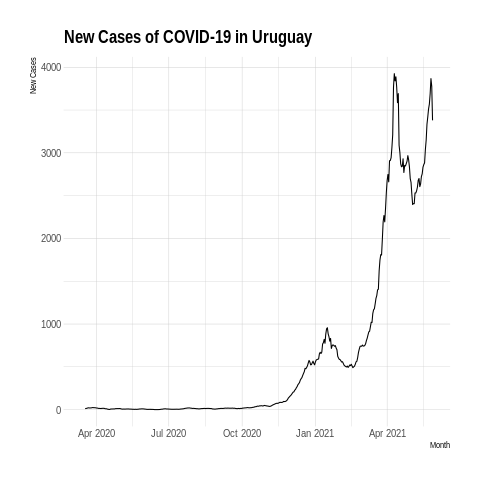 New Cases of COVID-19 in Uruguay
New Cases
4000
3000
2000
1000
0
Apr 2020 Jul 2020 Oct 2020 Jan 2021 Apr 2021
Month